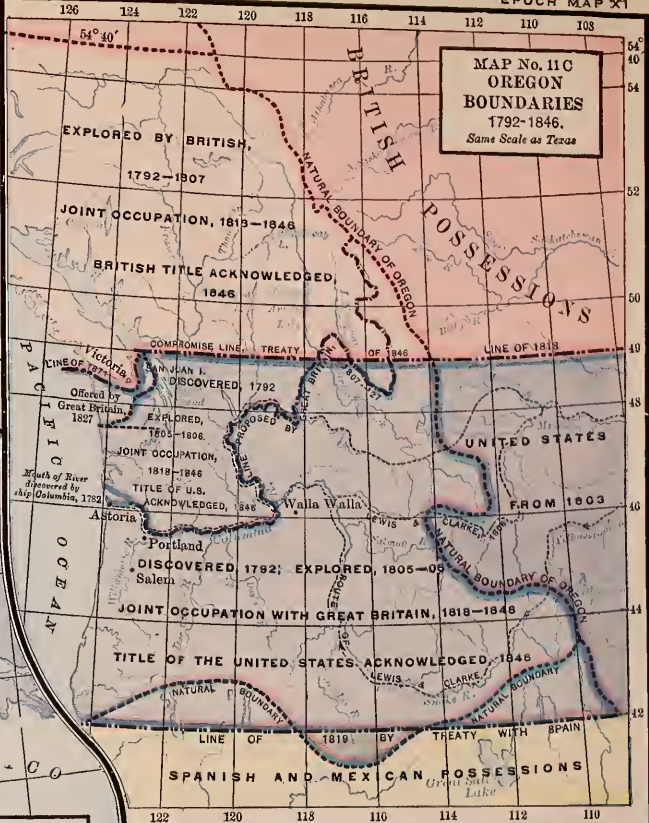 EPOCH MAP XI
126 124 122 120 118 116 114 112 110 108
54°40'
54°
40
54
MAP No. 11C
OREGON
BOUNDARIES
1792-1846.
Same Scale as Texas
BRITISH
POSSESSIONS
EXPLORED BY BRITISH,
1792-1807
JOINT OCCUPATION, 1818-1846
BRITISH TITLE ACKNOWLEDGED,
1846
NATURAL BOUNDARY OF OREGON
52
50
COMPROMISE LINE, TREATY OF 1846
LINE OF 1818
49
Victoria
LINE OF 1871
SAN JUAN I.
DISCOVERED, 1792
Offered by
Great Britain,
1827
LINE PROPOSED BY GREAT BRITAIN,
48
EXPLORED,
1805-1806.
JOINT OCCUPATION,
1818-1846
TITLE OF U.S.
ACKNOWLEDGED, 1846
UNITED STATES
FROM 1803
PACIFIC OCEAN
Mouth of River
discovered by
ship Columbia, 1792
Astoria
Columbia
Walla Walla
LEWIS & CLARKE,
46
Portland
Salem
DISCOVERED, 1792; EXPLORED, 1805-06
NATURAL BOUNDARY OF OREGON
ROUTE OF
44
JOINT OCCUPATION WITH GREAT BRITAIN, 1818-1846
TITLE OF THE UNITED STATES ACKNOWLEDGED, 1846
LEWIS & CLARKE
Snake R.
NATURAL BOUNDARY
NATURAL BOUNDARY
42
LINE OF 1819 BY TREATY WITH SPAIN
SPANISH AND MEXICAN POSSESSIONS
Great Salt
Lake
CO
122 120 118 116 114 112 110